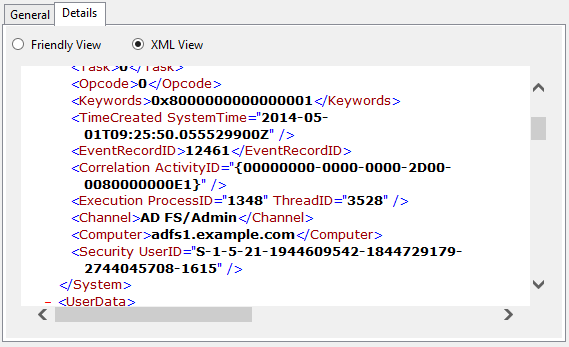 General Details
Friendly View XML View
<Task>0</Task>
<Opcode>0</Opcode>
<Keywords>0x8000000000000001</Keywords>
<TimeCreated SystemTime="2014-05-
01T09:25:50.055529900Z" />
<EventRecordID>12461</EventRecordID>
<Correlation ActivityID="{00000000-0000-0000-2D00-
0080000000E1}" />
<Execution ProcessID="1348" ThreadID="3528" />
<Channel>AD FS/Admin</Channel>
<Computer>adfs1.example.com</Computer>
<Security UserID="S-1-5-21-1944609542-1844729179-
2744045708-1615" />
</System>
- <UserData>